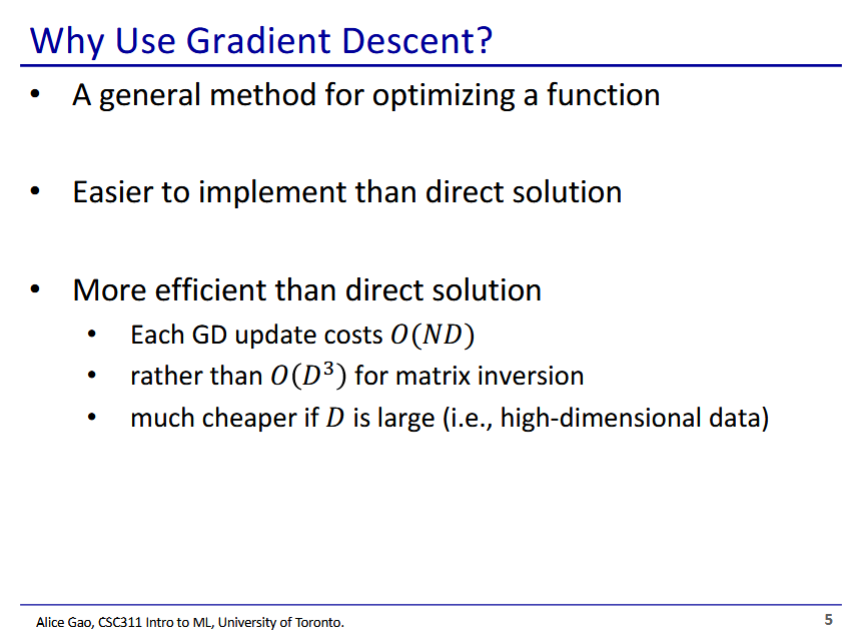 Why Use Gradient Descent?
• A general method for optimizing a function
• Easier to implement than direct solution
• More efficient than direct solution
• Each GD update costs O(ND)
• rather than O(D³) for matrix inversion
• much cheaper if D is large (i.e., high-dimensional data)
Alice Gao, CSC311 Intro to ML, University of Toronto.
5